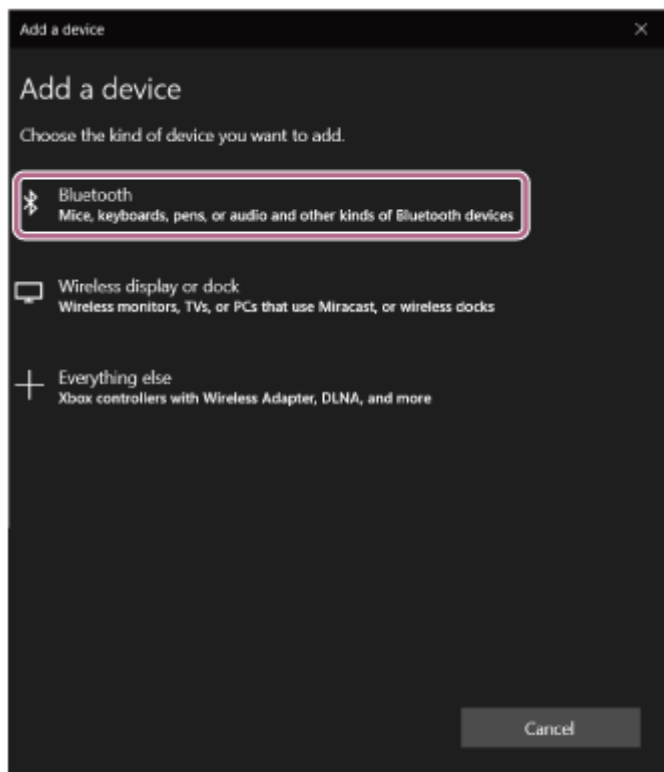 Add a device
Add a device
Choose the kind of device you want to add.
Bluetooth
Mice, keyboards, pens, or audio and other kinds of Bluetooth devices
Wireless display or dock
Wireless monitors, TVs, or PCs that use Miracast, or wireless docks
Everything else
Xbox controllers with Wireless Adapter, DLNA, and more
Cancel